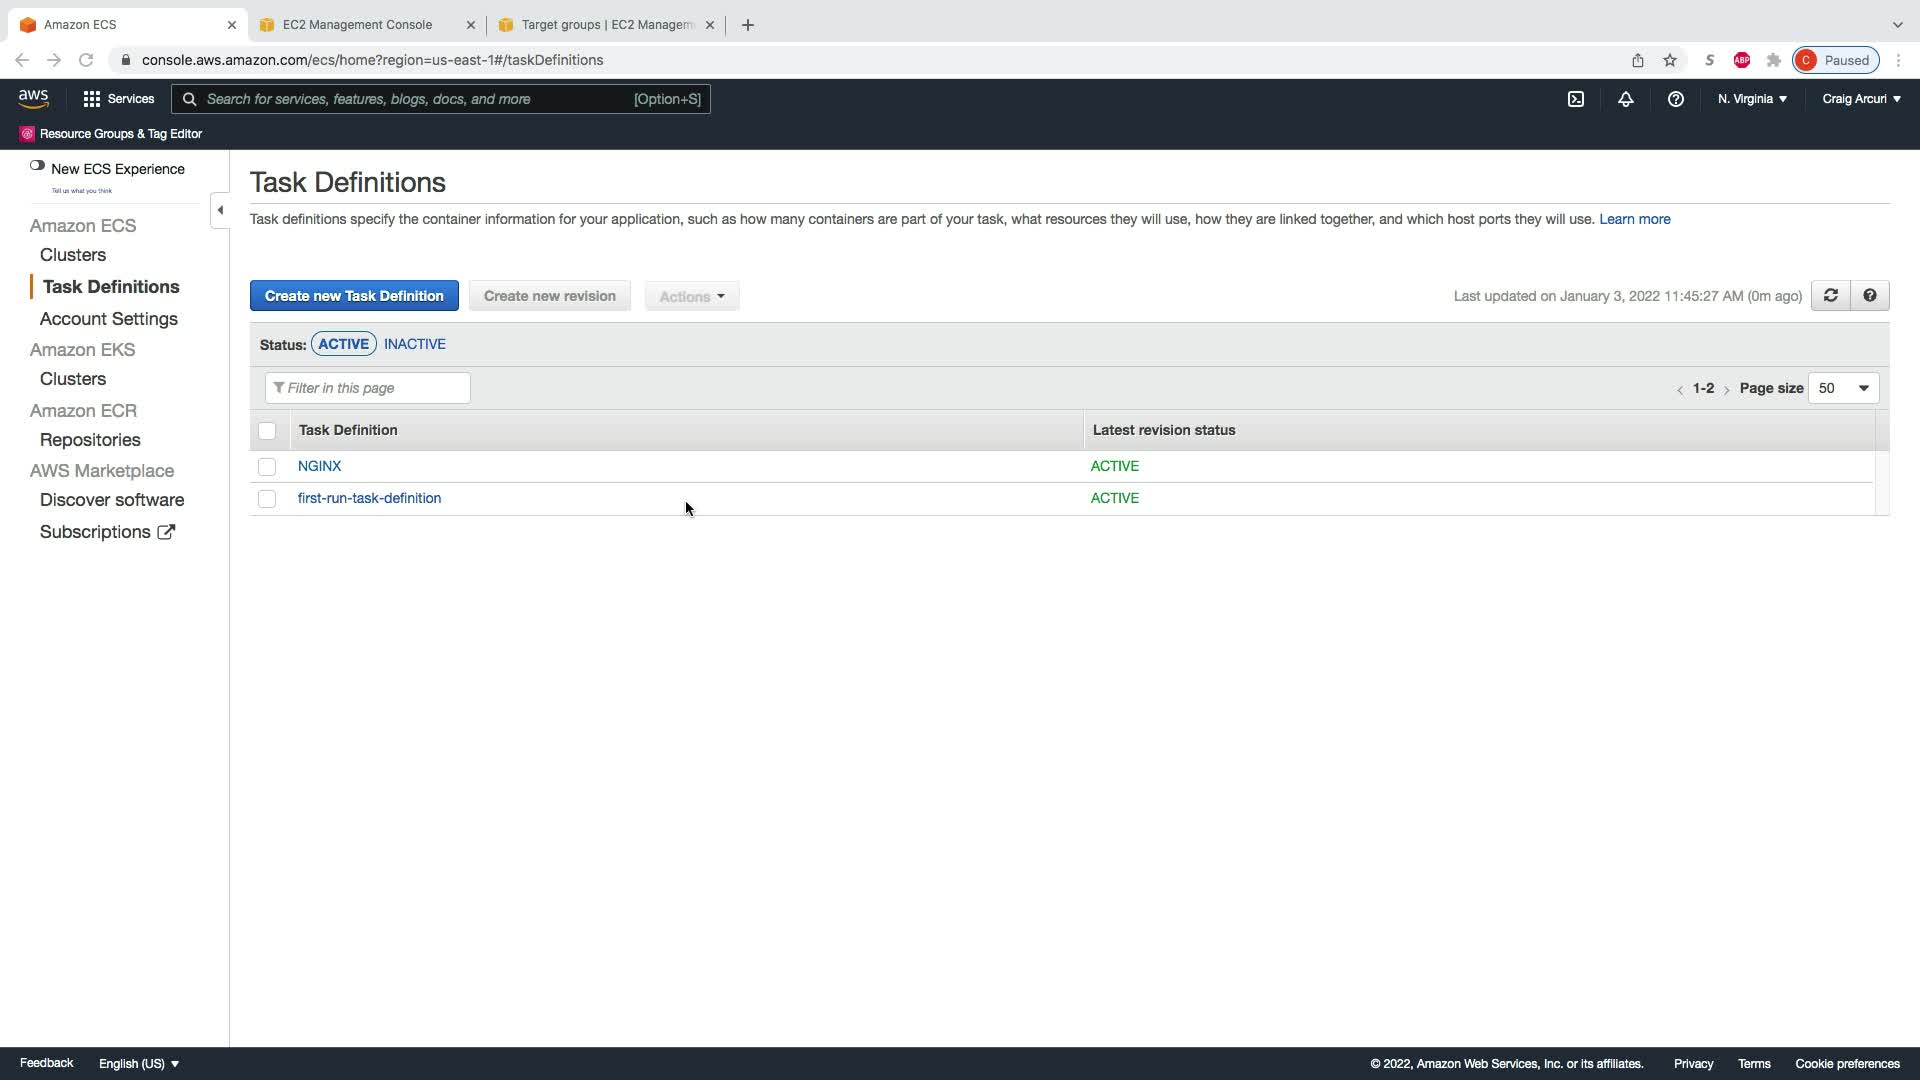 Amazon ECS
EC2 Management Console
Target groups | EC2 Managem
console.aws.amazon.com/ecs/home?region=us-east-1#/taskDefinitions
S
ABP
C
Paused
aws
Services
Search for services, features, blogs, docs, and more
[Option+S]
N. Virginia
Craig Arcuri
Resource Groups & Tag Editor
New ECS Experience
Tell us what you think
Amazon ECS
Clusters
Task Definitions
Account Settings
Amazon EKS
Clusters
Amazon ECR
Repositories
AWS Marketplace
Discover software
Subscriptions
Task Definitions
Task definitions specify the container information for your application, such as how many containers are part of your task, what resources they will use, how they are linked together, and which host ports they will use. Learn more
Create new Task Definition
Create new revision
Actions
Last updated on January 3, 2022 11:45:27 AM (0m ago)
Status: ACTIVE INACTIVE
Filter in this page
1-2
Page size
50
Task Definition
Latest revision status
NGINX
ACTIVE
first-run-task-definition
ACTIVE
Feedback
English (US)
© 2022, Amazon Web Services, Inc. or its affiliates.
Privacy
Terms
Cookie preferences